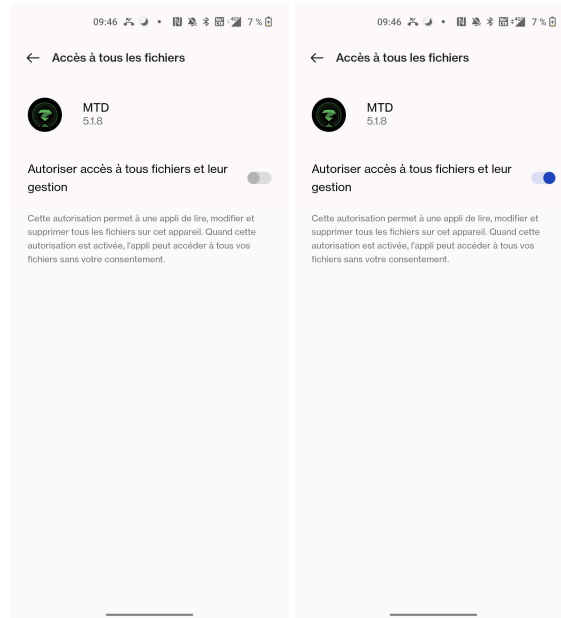 09:46 7 %
Accès à tous les fichiers
MTD
5.1.8
Autoriser accès à tous fichiers et leur
gestion
Cette autorisation permet à une appli de lire, modifier et
supprimer tous les fichiers sur cet appareil. Quand cette
autorisation est activée, l'appli peut accéder à tous vos
fichiers sans votre consentement.
09:46 7 %
Accès à tous les fichiers
MTD
5.1.8
Autoriser accès à tous fichiers et leur
gestion
Cette autorisation permet à une appli de lire, modifier et
supprimer tous les fichiers sur cet appareil. Quand cette
autorisation est activée, l'appli peut accéder à tous vos
fichiers sans votre consentement.